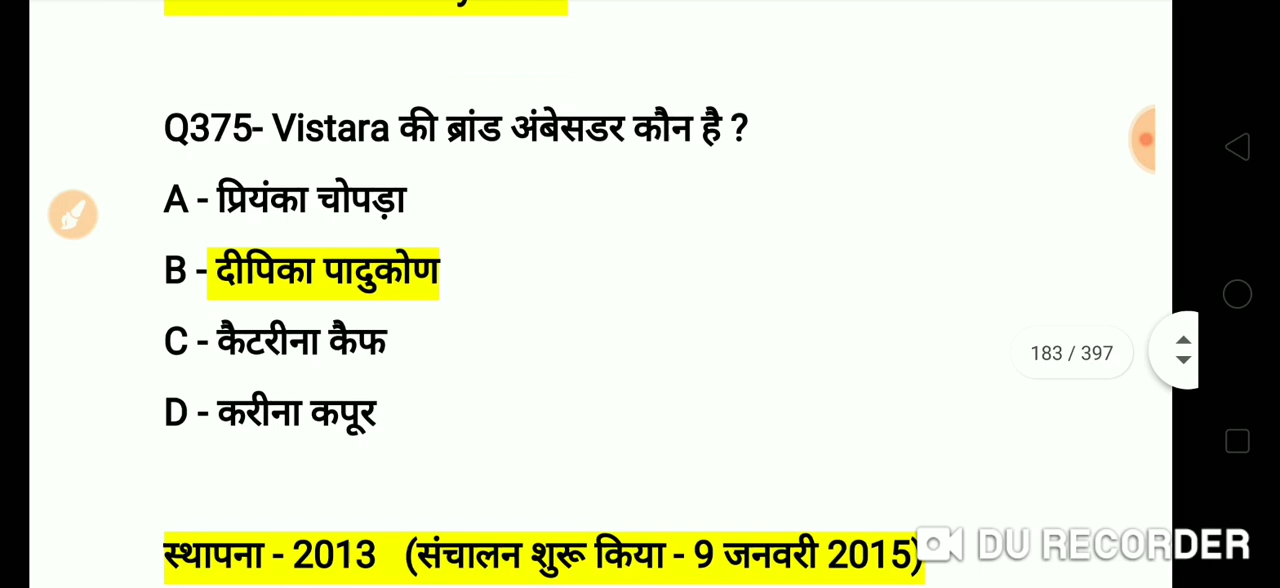 Q375- Vistara की ब्रांड अंबेसडर कौन है ?
A - प्रियंका चोपड़ा
B - दीपिका पादुकोण
C - कैटरीना कैफ
D - करीना कपूर
183 / 397
स्थापना - 2013 (संचालन शुरू किया - 9 जनवरी 2015)
DU RECORDER